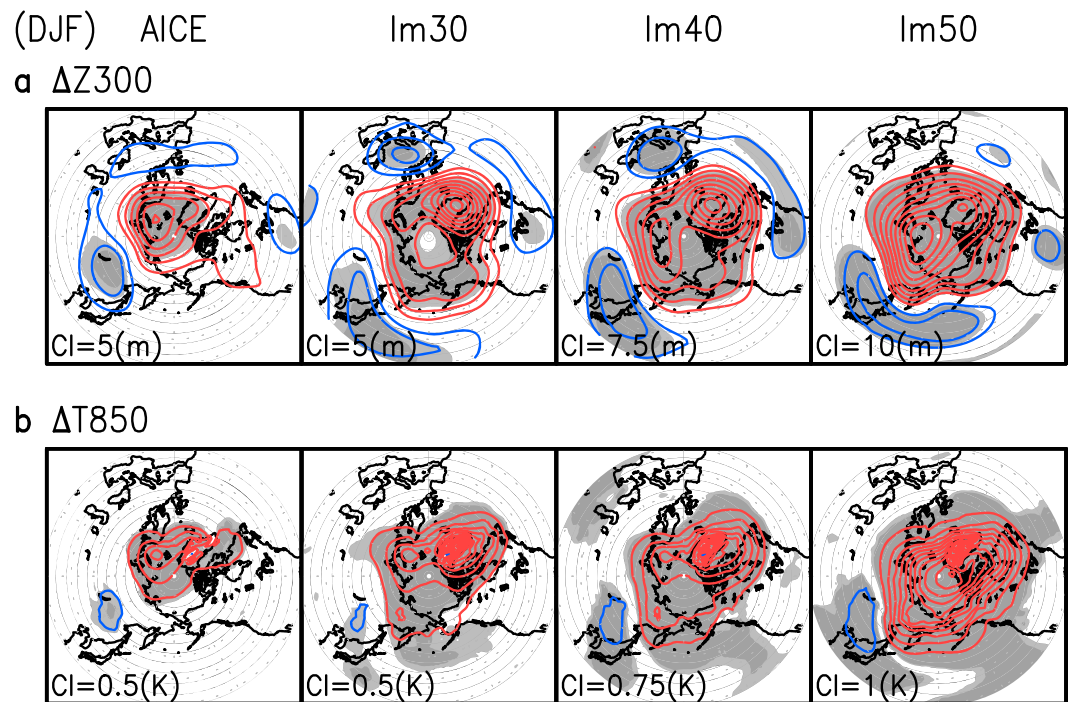 (DJF) AICE Im30 Im40 Im50
a ΔZ300
CI=5(m) CI=5(m) CI=7.5(m) CI=10(m)
b ΔT850
CI=0.5(K) CI=0.5(K) CI=0.75(K) CI=1(K)